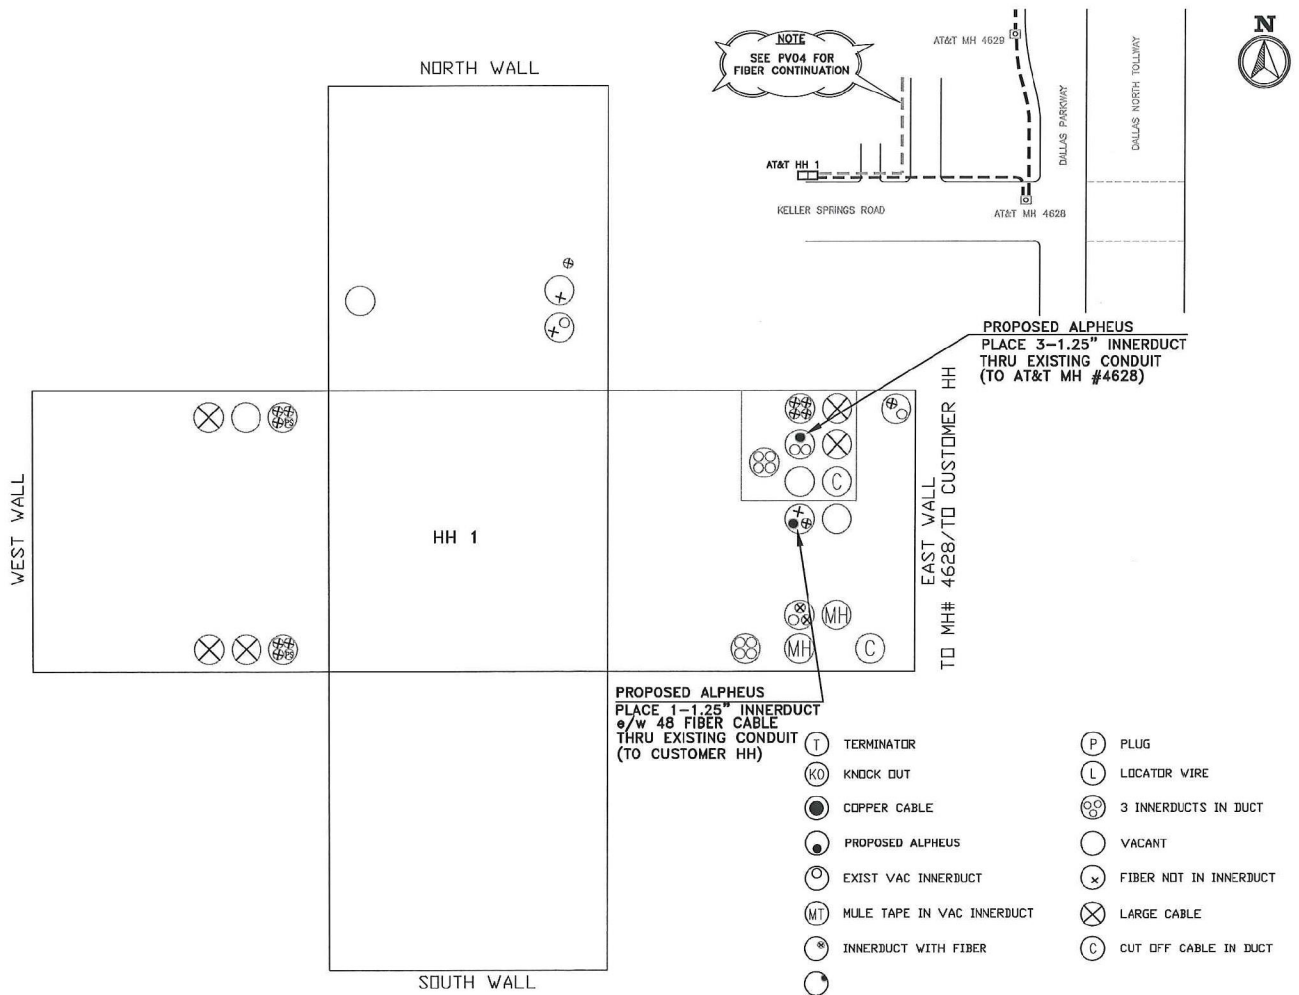 NOTE
SEE PV04 FOR
FIBER CONTINUATION
AT&T MH 4629
N
DALLAS PARKWAY
DALLAS NORTH TOLLWAY
NORTH WALL
AT&T HH 1
KELLER SPRINGS ROAD
AT&T MH 4628
PROPOSED ALPHEUS
PLACE 3-1.25" INNERDUCT
THRU EXISTING CONDUIT
(TO AT&T MH #4628)
WEST WALL
HH 1
C
MH
MH
C
EAST WALL
TO MH# 4628/TO CUSTOMER HH
PROPOSED ALPHEUS
PLACE 1-1.25" INNERDUCT
e/w 48 FIBER CABLE
THRU EXISTING CONDUIT
(TO CUSTOMER HH)
SOUTH WALL
T TERMINATOR
KO KNOCK OUT
COPPER CABLE
PROPOSED ALPHEUS
EXIST VAC INNERDUCT
MT MULE TAPE IN VAC INNERDUCT
INNERDUCT WITH FIBER
P PLUG
L LOCATOR WIRE
3 INNERDUCTS IN DUCT
VACANT
FIBER NOT IN INNERDUCT
LARGE CABLE
C CUT OFF CABLE IN DUCT